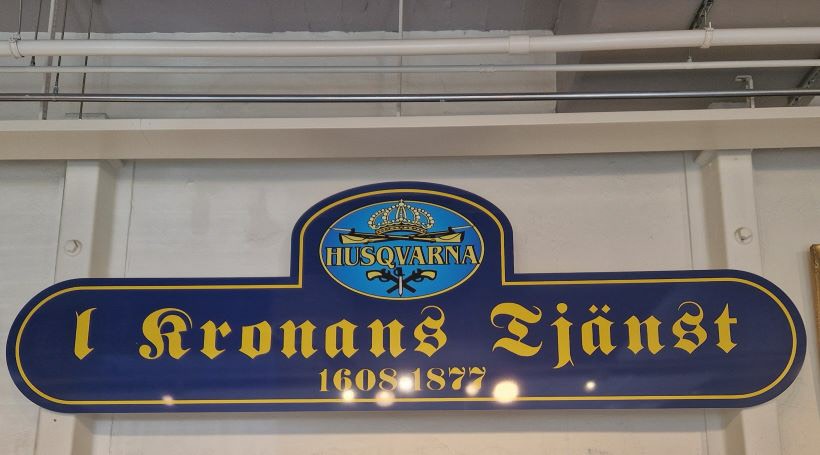 HUSQVARNA
I Kronans Tjänst
1608-1877